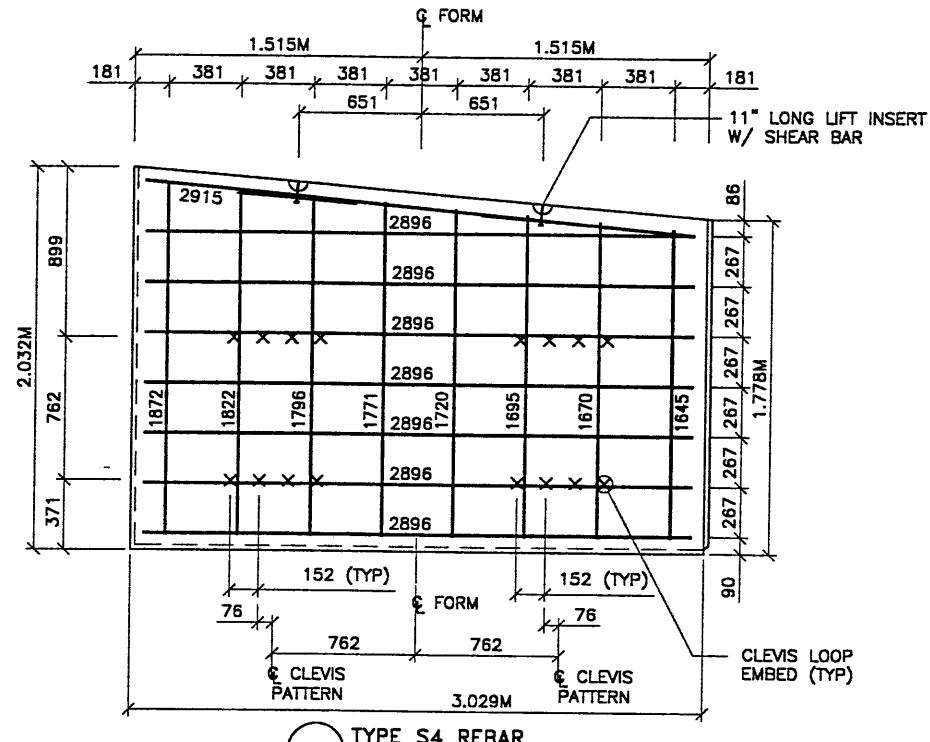 ℄ FORM
1.515M 1.515M
181 381 381 381 381 381 381 381 181
651 651
11" LONG LIFT INSERT
W/ SHEAR BAR
2915
2896
2896
2896
2896
2896
2896
2896
1872 1822 1796 1771 1720 1695 1670 1645
2.032M
899
762
371
86
267
267
267
267
267
267
90
1.778M
152 (TYP) 152 (TYP)
℄ FORM
76 76
762 762
℄ CLEVIS
PATTERN
℄ CLEVIS
PATTERN
CLEVIS LOOP
EMBED (TYP)
3.029M
TYPE S4 REBAR